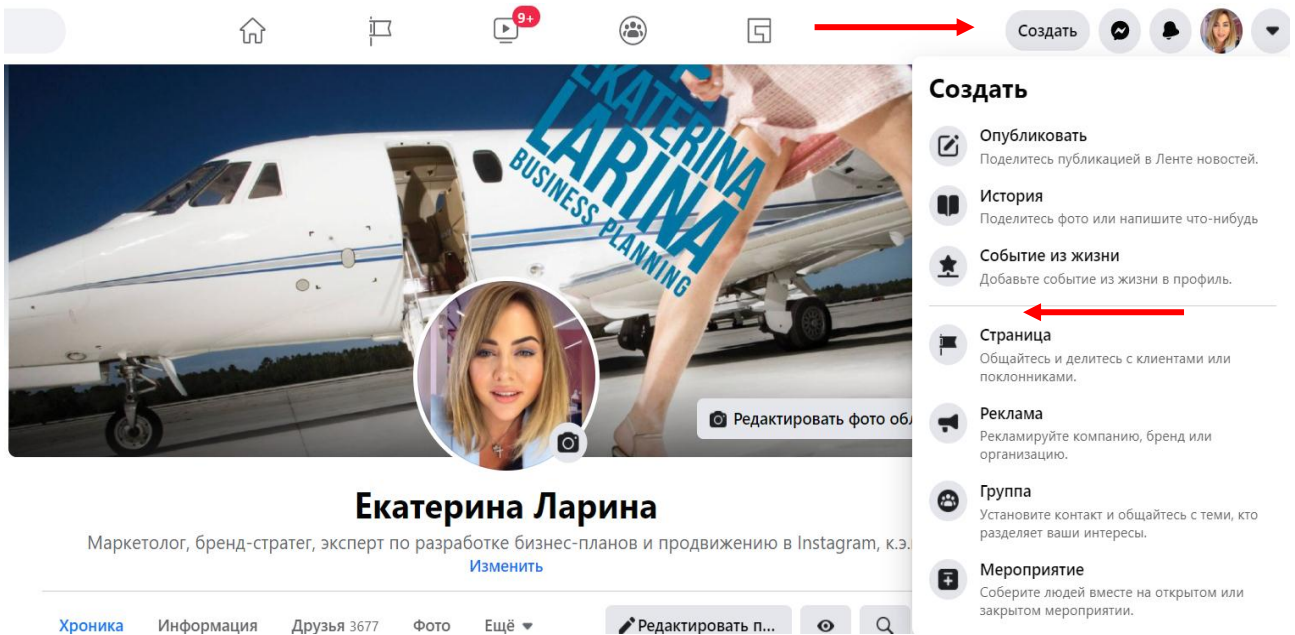 9+
Создать
EKATERINA
LARINA
BUSINESS PLANNING
Редактировать фото обл
Екатерина Ларина
Маркетолог, бренд-стратег, эксперт по разработке бизнес-планов и продвижению в Instagram, к.э.
Изменить
Хроника Информация Друзья 3677 Фото Ещё
Редактировать п...
Создать
Опубликовать
Поделитесь публикацией в Ленте новостей.
История
Поделитесь фото или напишите что-нибудь
Событие из жизни
Добавьте событие из жизни в профиль.
Страница
Общайтесь и делитесь с клиентами или
поклонниками.
Реклама
Рекламируйте компанию, бренд или
организацию.
Группа
Установите контакт и общайтесь с теми, кто
разделяет ваши интересы.
Мероприятие
Соберите людей вместе на открытом или
закрытом мероприятии.